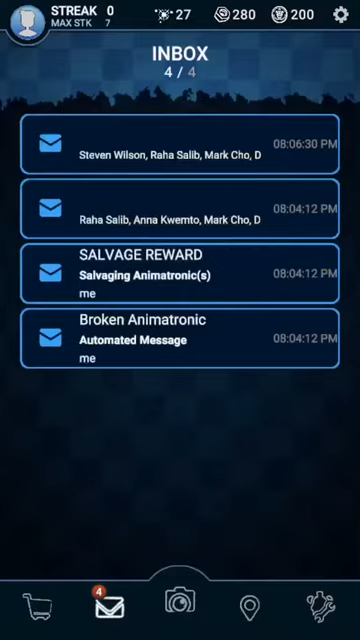 STREAK 0
MAX STK 7
27
280
200
INBOX
4 / 4
08:06:30 PM
Steven Wilson, Raha Salib, Mark Cho, D
08:04:12 PM
Raha Salib, Anna Kwemto, Mark Cho, D
SALVAGE REWARD
Salvaging Animatronic(s)
08:04:12 PM
me
Broken Animatronic
Automated Message
08:04:12 PM
me
4